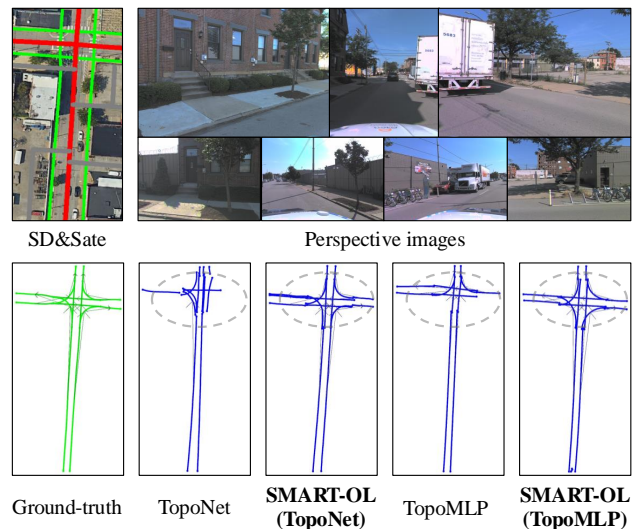 SD&Sate
Perspective images
Ground-truth
TopoNet
SMART-OL
(TopoNet)
TopoMLP
SMART-OL
(TopoMLP)